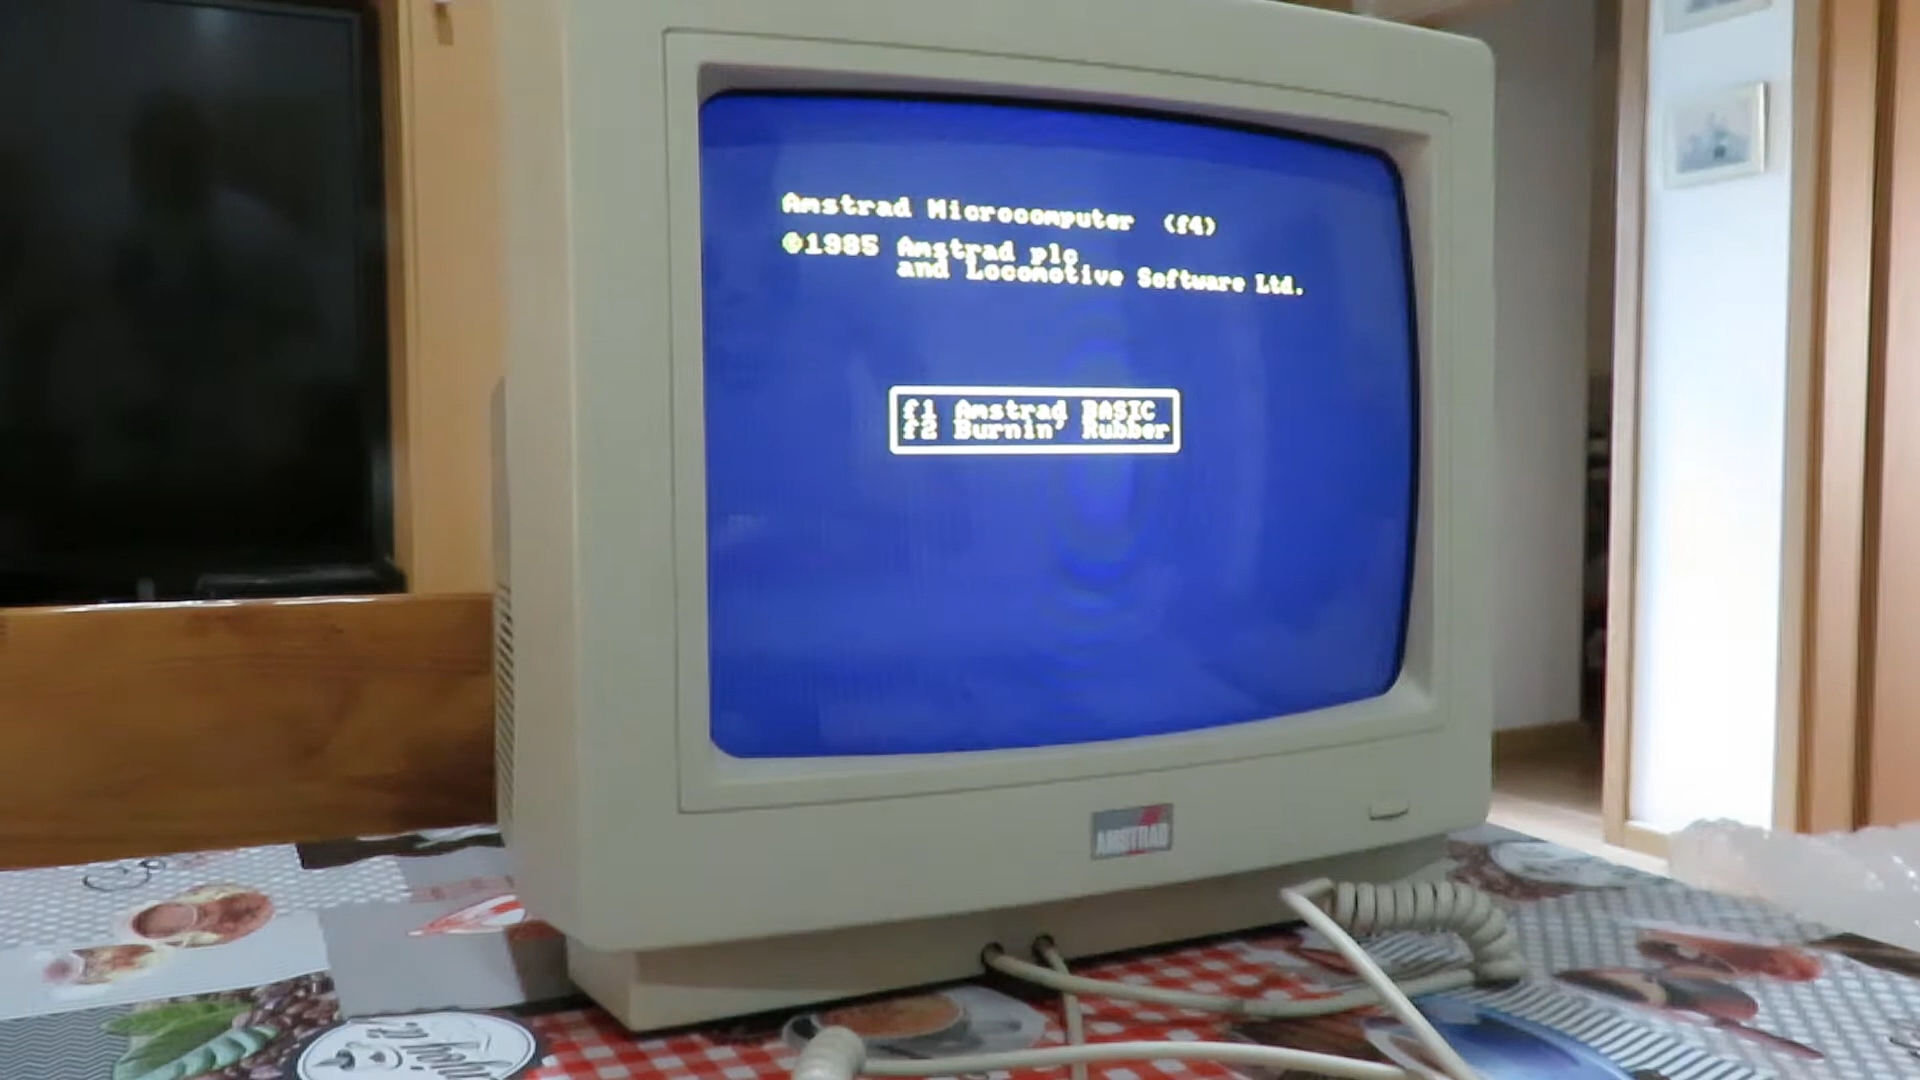 Amstrad Microcomputer (f4)
©1985 Amstrad plc
and Locomotive Software Ltd.
f1 Amstrad BASIC
f2 Burnin' Rubber
AMSTRAD